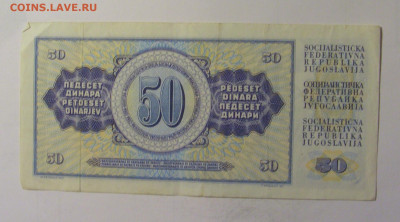 COINS.LAVE.RU
50
50
ПЕДЕСЕТ
ДИНАРА
PETDESET
DINARJEV
50
PEDESET
DINARA
ПЕДЕСЕТ
ДИНАРИ
50
50
SOCIJALISTIČKA
FEDERATIVNA
REPUBLIKA
JUGOSLAVIJA
СОЦИЈАЛИСТИЧКА
ФЕДЕРАТИВНА
РЕПУБЛИКА
ЈУГОСЛАВИЈА
SOCIALISTIČNA
FEDERATIVNA
REPUBLIKA
JUGOSLAVIJA
50